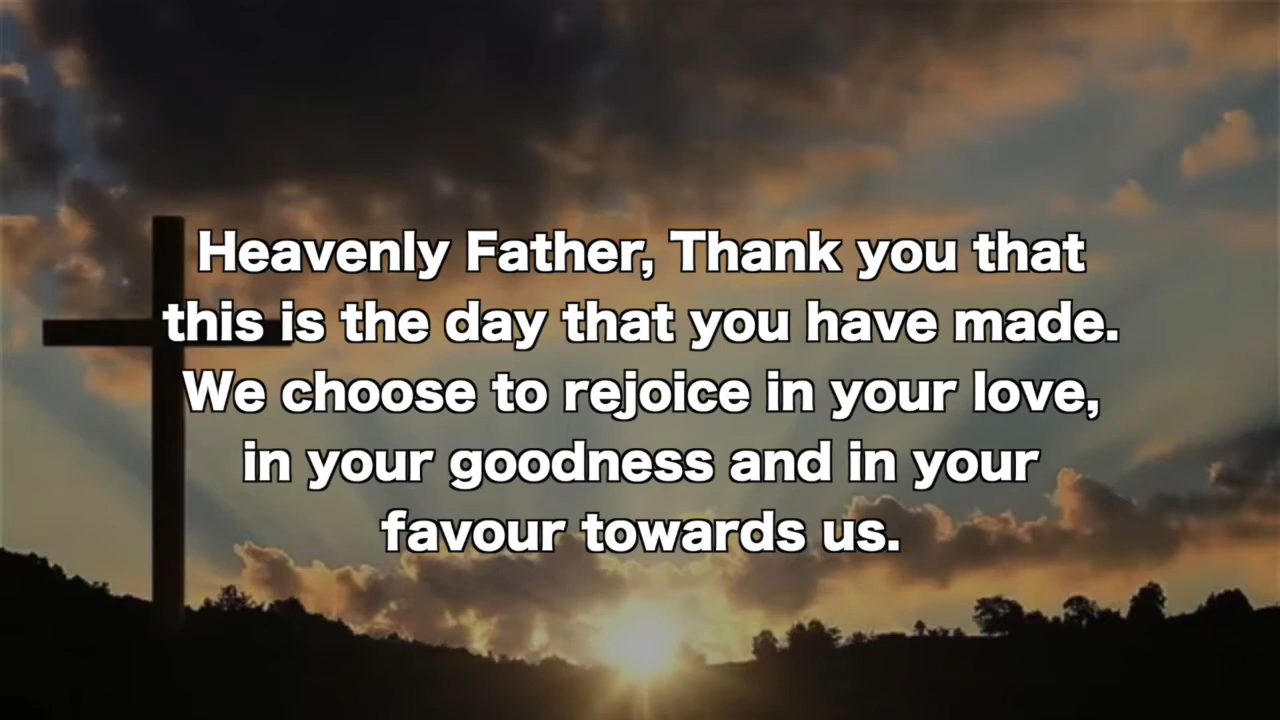 Heavenly Father, Thank you that
this is the day that you have made.
We choose to rejoice in your love,
in your goodness and in your
favour towards us.